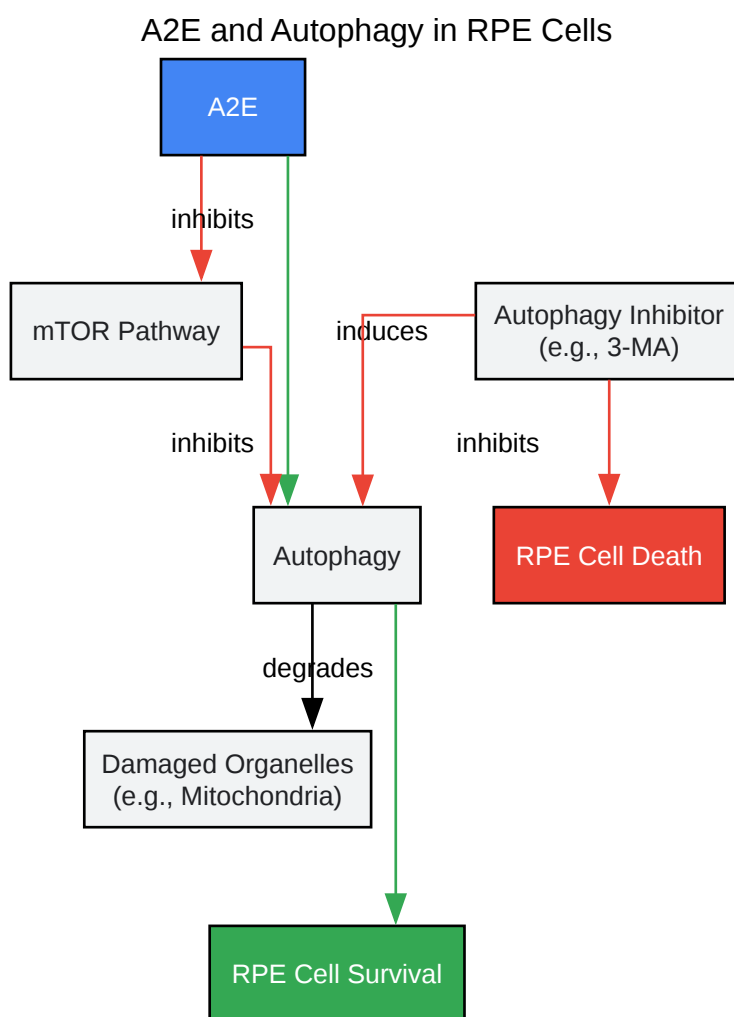 A2E and Autophagy in RPE Cells
A2E
inhibits
mTOR Pathway
induces
Autophagy Inhibitor
(e.g., 3-MA)
inhibits
inhibits
Autophagy
RPE Cell Death
degrades
Damaged Organelles
(e.g., Mitochondria)
RPE Cell Survival